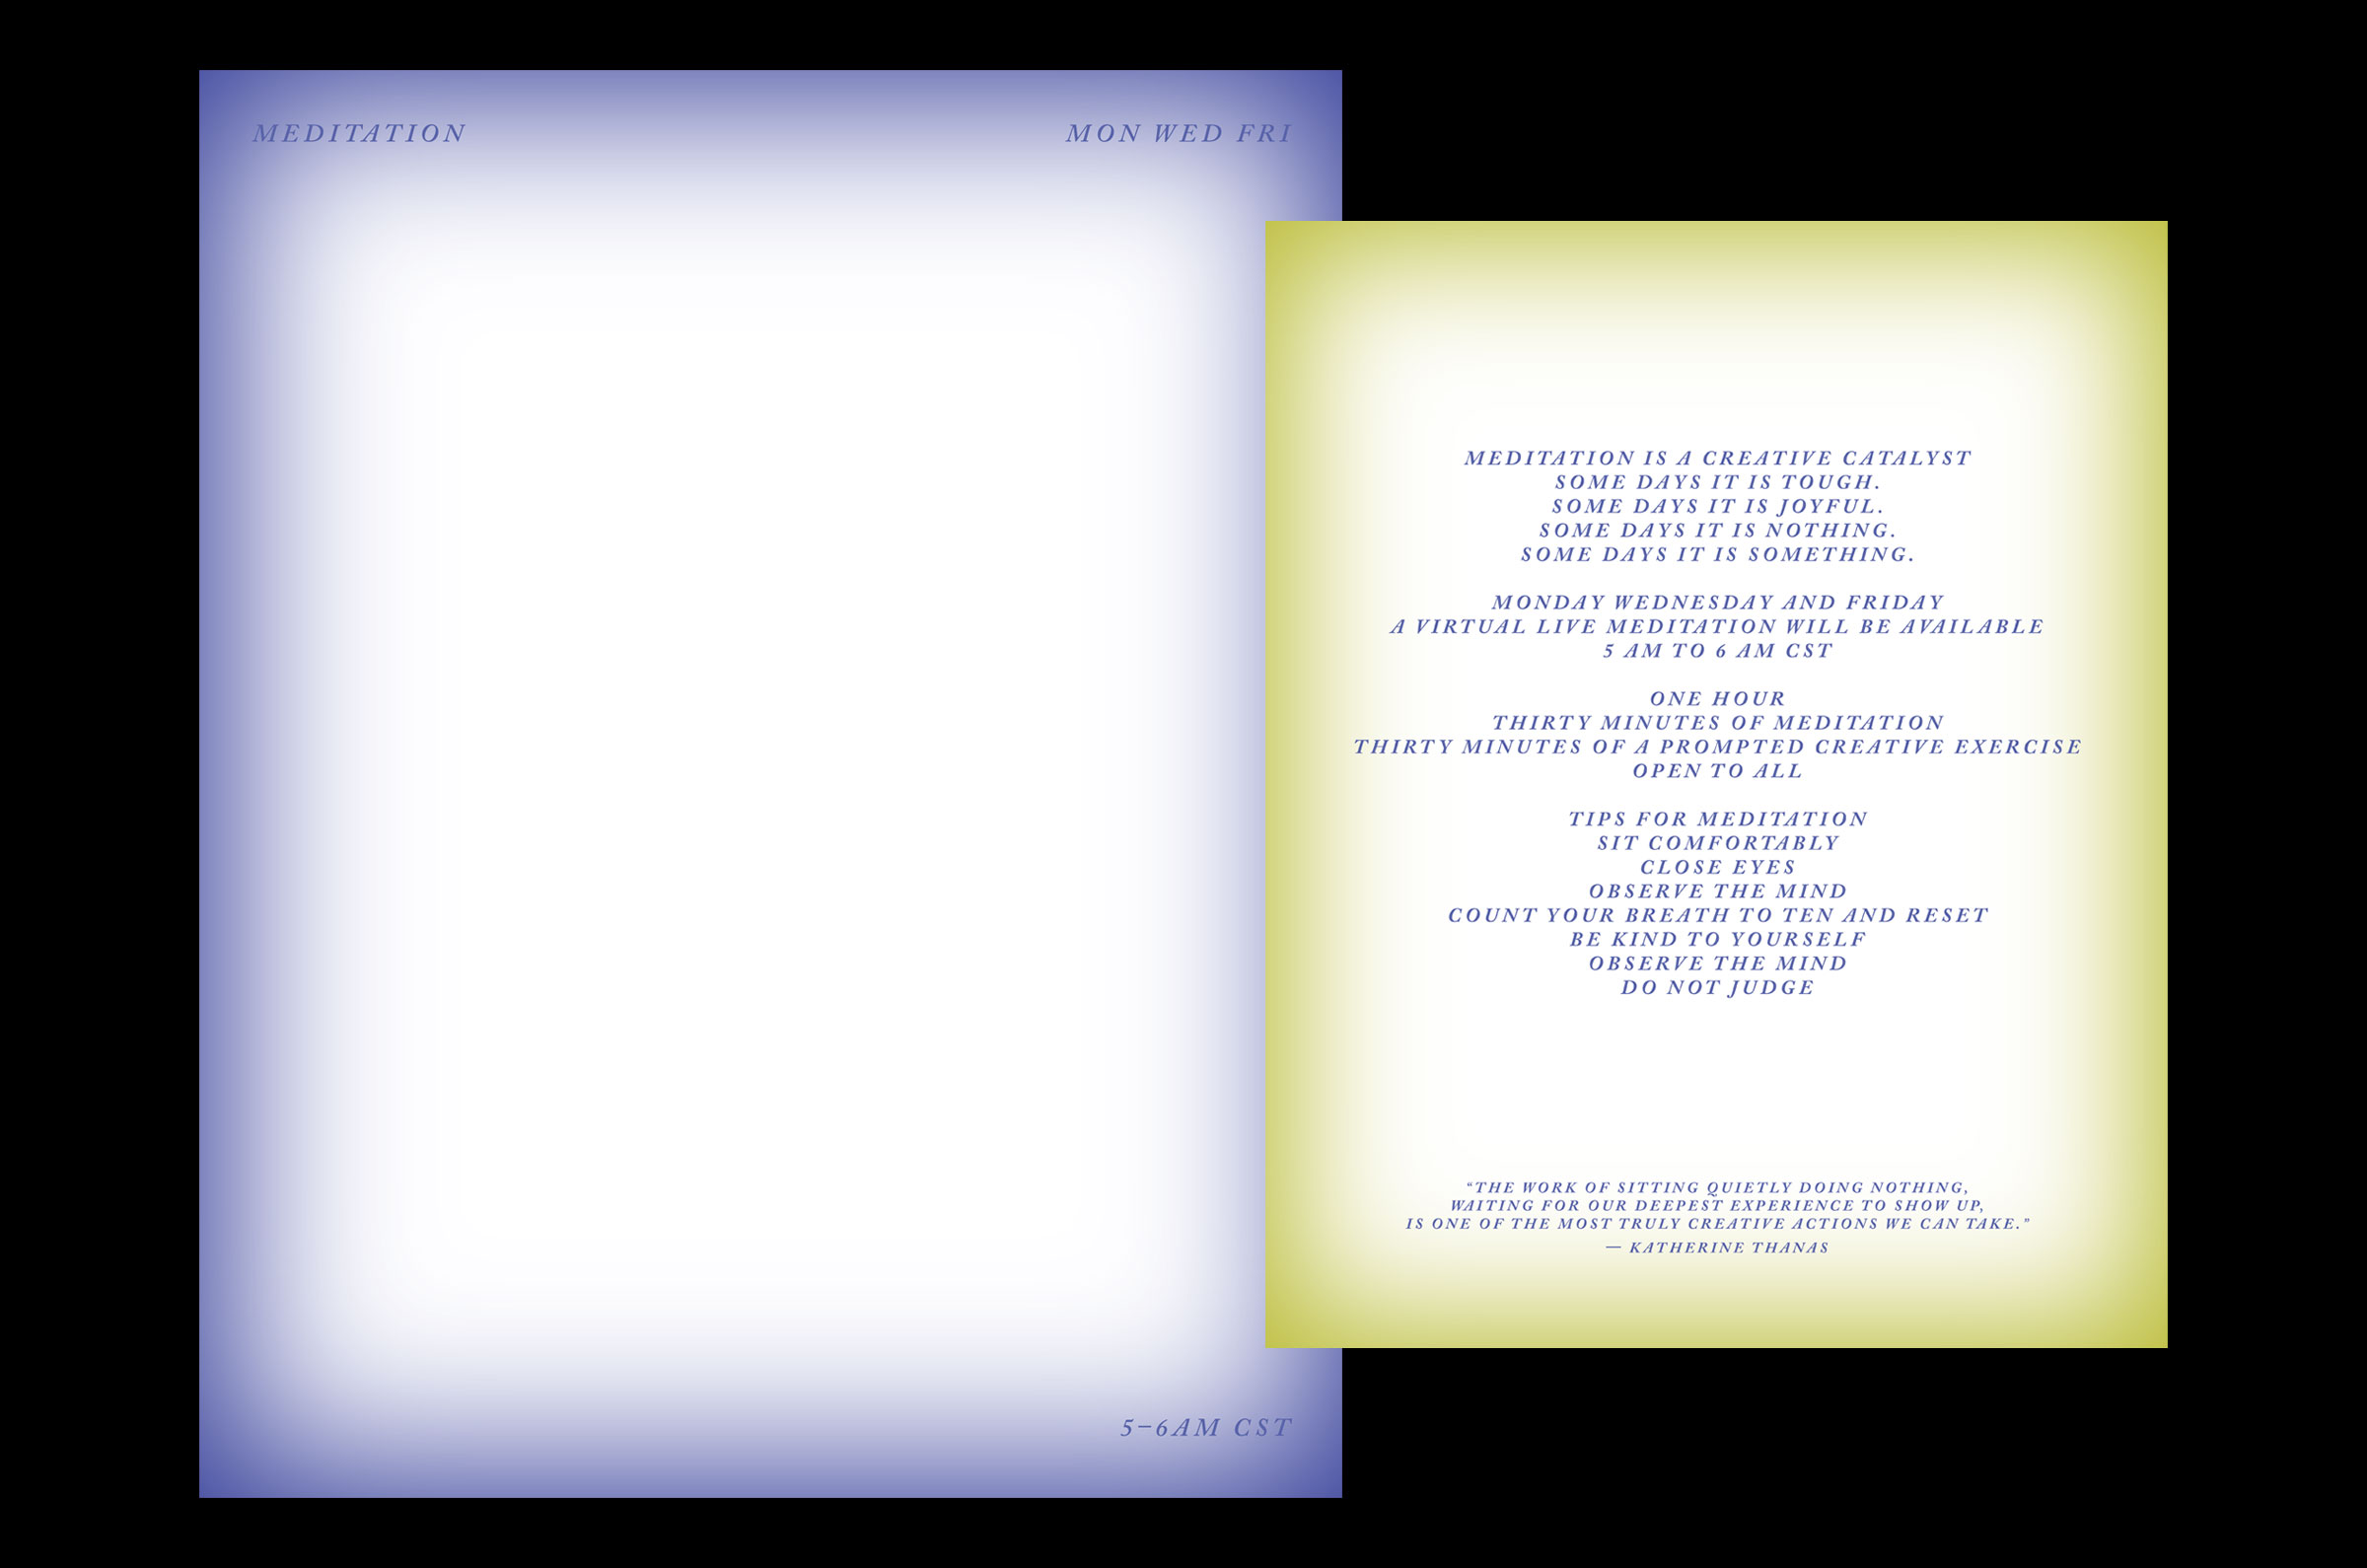 MEDITATION
MON WED FRI
5–6AM CST
MEDITATION IS A CREATIVE CATALYST
SOME DAYS IT IS TOUGH.
SOME DAYS IT IS JOYFUL.
SOME DAYS IT IS NOTHING.
SOME DAYS IT IS SOMETHING.
MONDAY WEDNESDAY AND FRIDAY
A VIRTUAL LIVE MEDITATION WILL BE AVAILABLE
5 AM TO 6 AM CST
ONE HOUR
THIRTY MINUTES OF MEDITATION
THIRTY MINUTES OF A PROMPTED CREATIVE EXERCISE
OPEN TO ALL
TIPS FOR MEDITATION
SIT COMFORTABLY
CLOSE EYES
OBSERVE THE MIND
COUNT YOUR BREATH TO TEN AND RESET
BE KIND TO YOURSELF
OBSERVE THE MIND
DO NOT JUDGE
“THE WORK OF SITTING QUIETLY DOING NOTHING,
WAITING FOR OUR DEEPEST EXPERIENCE TO SHOW UP,
IS ONE OF THE MOST TRULY CREATIVE ACTIONS WE CAN TAKE.”
— KATHERINE THANAS